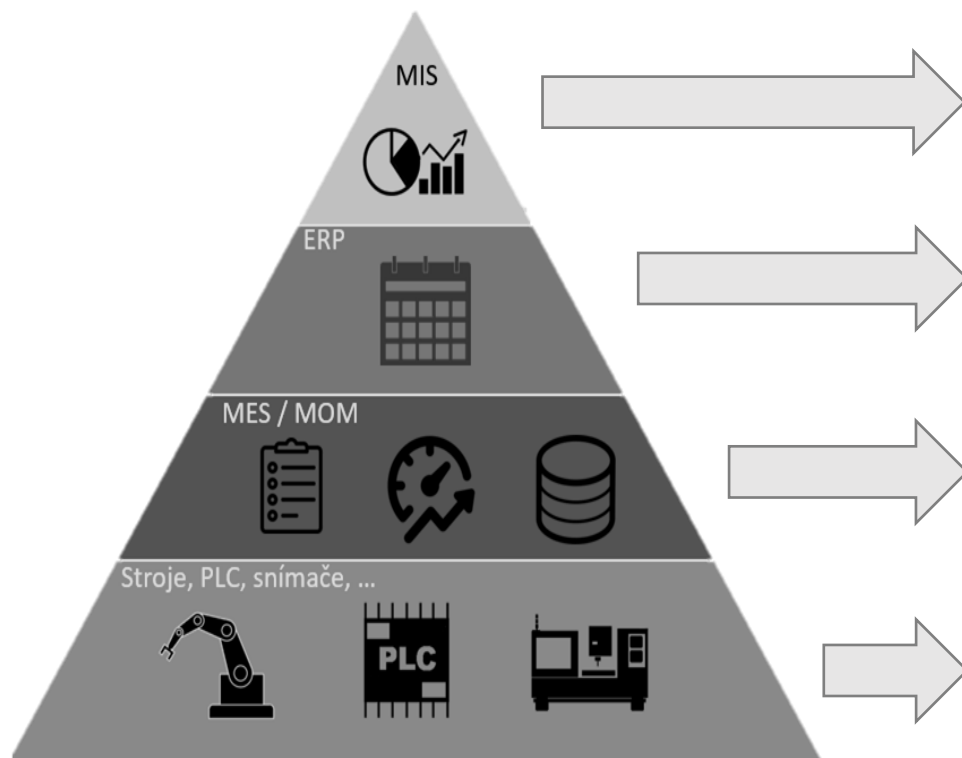 MIS
ERP
MES / MOM
Stroje, PLC, snímače, ...
PLC